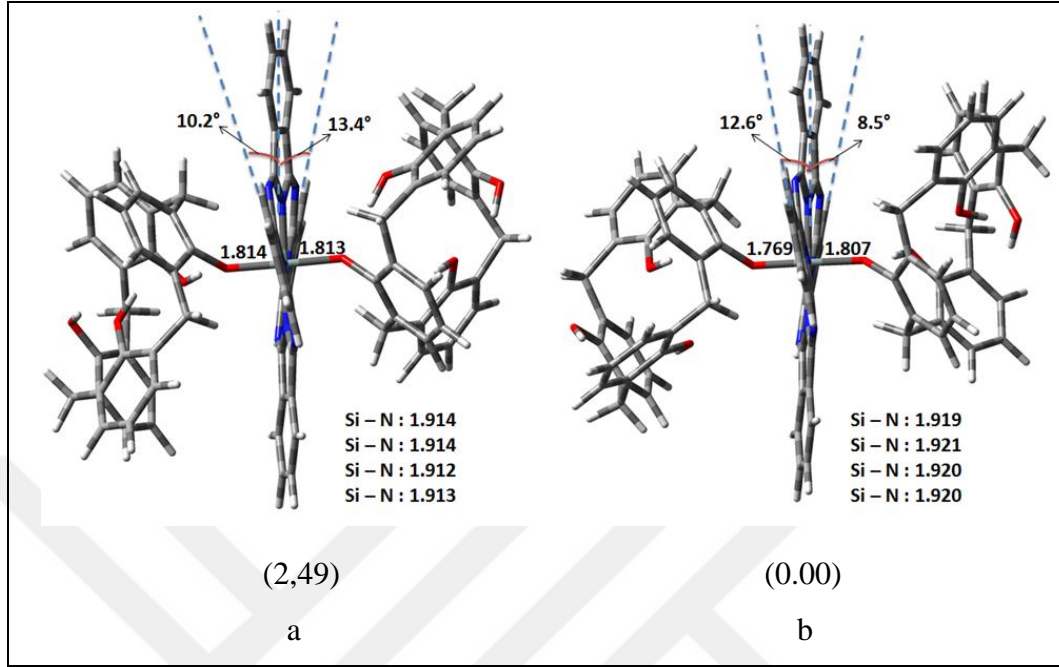 10.2°
13.4°
1.814
1.813
Si – N : 1.914
Si – N : 1.914
Si – N : 1.912
Si – N : 1.913
(2,49)
a
12.6°
8.5°
1.769
1.807
Si – N : 1.919
Si – N : 1.921
Si – N : 1.920
Si – N : 1.920
(0.00)
b